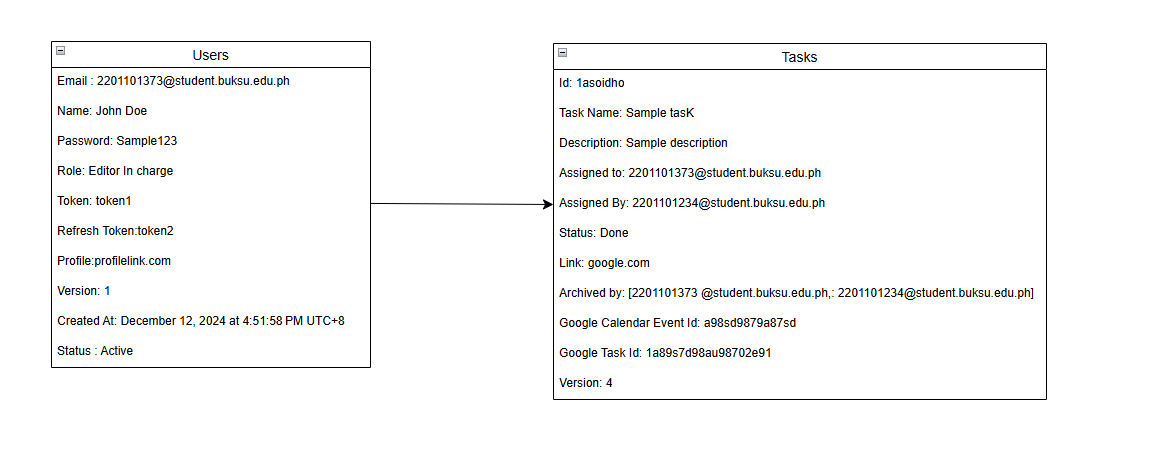 Users
Email : 2201101373@student.buksu.edu.ph
Name: John Doe
Password: Sample123
Role: Editor In charge
Token: token1
Refresh Token:token2
Profile:profilelink.com
Version: 1
Created At: December 12, 2024 at 4:51:58 PM UTC+8
Status : Active
Tasks
Id: 1asoidho
Task Name: Sample tasK
Description: Sample description
Assigned to: 2201101373@student.buksu.edu.ph
Assigned By: 2201101234@student.buksu.edu.ph
Status: Done
Link: google.com
Archived by: [2201101373 @student.buksu.edu.ph,: 2201101234@student.buksu.edu.ph]
Google Calendar Event Id: a98sd9879a87sd
Google Task Id: 1a89s7d98au98702e91
Version: 4